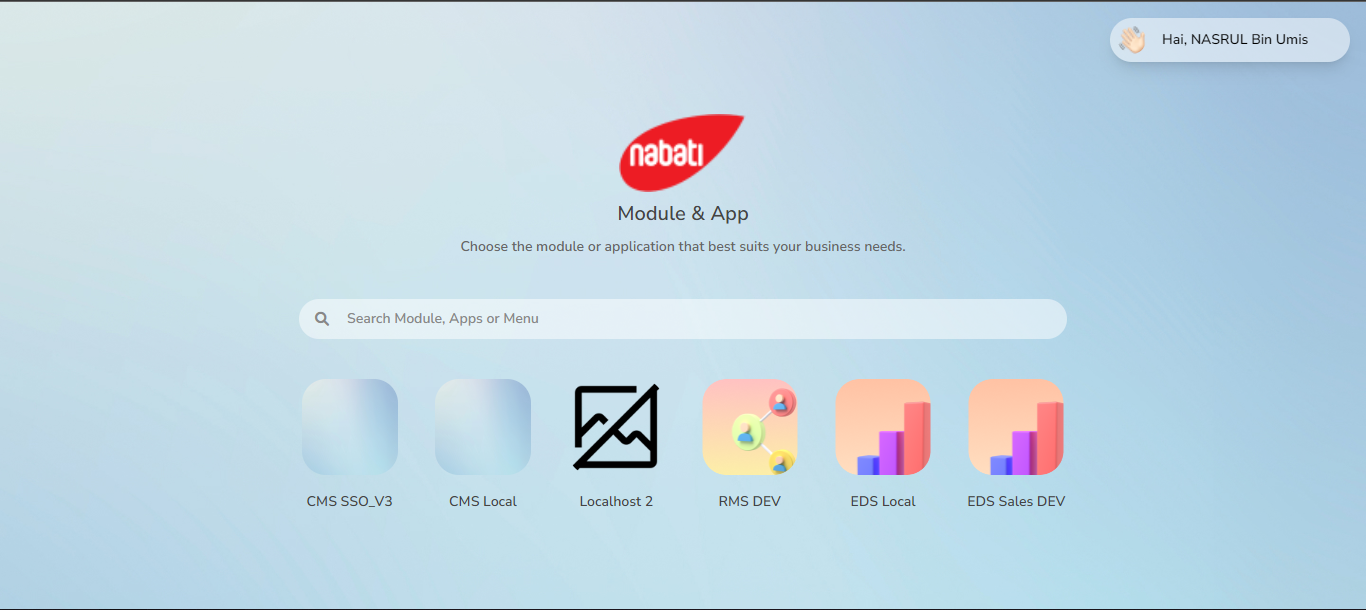 Hai, NASRUL Bin Umis
nabati
Module & App
Choose the module or application that best suits your business needs.
Search Module, Apps or Menu
CMS SSO_V3
CMS Local
Localhost 2
RMS DEV
EDS Local
EDS Sales DEV